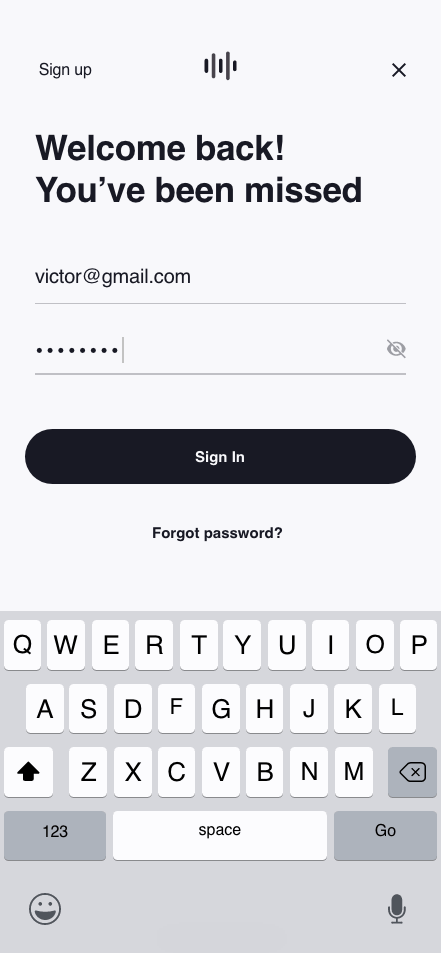 Sign up
Welcome back!
You’ve been missed
victor@gmail.com
••••••••
Sign In
Forgot password?
Q W E R T Y U I O P
A S D F G H J K L
Z X C V B N M
123 space Go